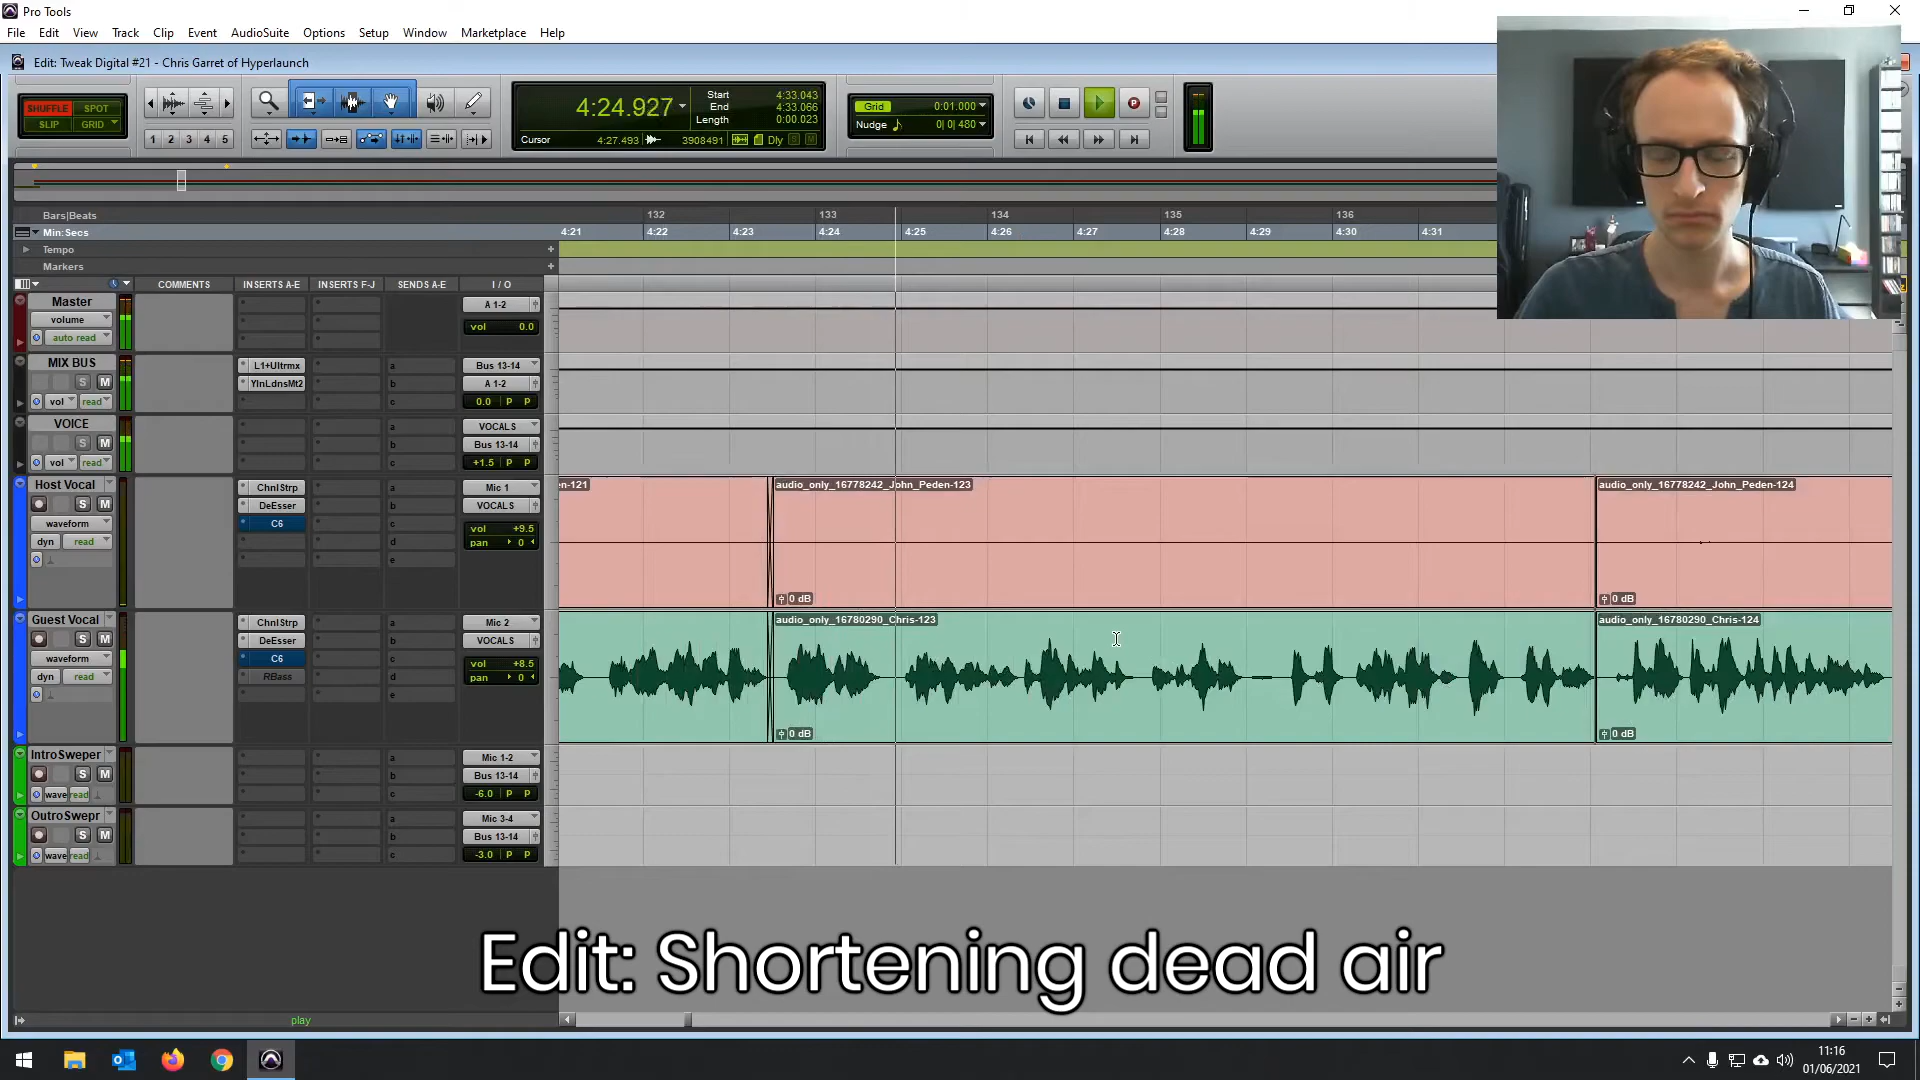 Pro Tools
File Edit View Track Clip Event AudioSuite Options Setup Window Marketplace Help
Edit: Tweak Digital #21 - Chris Garret of Hyperlaunch
SHUFFLE SPOT
SLIP GRID
1 2 3 4 5
4:24.927
Start 4:33.043
End 4:33.066
Length 0:00.023
Cursor 4:27.493 3908491 Dly S M
Grid 0:01.000
Nudge 0| 0| 480
Bars|Beats 132 133 134 135 136
Min:Secs 4:21 4:22 4:23 4:24 4:25 4:26 4:27 4:28 4:29 4:30 4:31
Tempo
Markers
COMMENTS INSERTS A-E INSERTS F-J SENDS A-E I / O
Master A 1-2
volume vol 0.0
auto read
MIX BUS L1+Ultrmx a Bus 13-14
S M YlnLdnsMt2 b A 1-2
vol read c 0.0 P P
VOICE a VOCALS
S M b Bus 13-14
vol read c +1.5 P P
Host Vocal ChnlStrp a Mic 1
S M DeEsser b VOCALS
waveform C6 c vol +9.5
dyn read d pan 0
e
en-121 audio_only_16778242_John_Peden-123 audio_only_16778242_John_Peden-124
0 dB 0 dB
Guest Vocal ChnlStrp a Mic 2
S M DeEsser b VOCALS
waveform C6 c vol +8.5
dyn read RBass d pan 0
e
audio_only_16780290_Chris-123 audio_only_16780290_Chris-124
0 dB 0 dB
IntroSweper a Mic 1-2
S M b Bus 13-14
wave read c -6.0 P P
OutroSwepr a Mic 3-4
S M b Bus 13-14
wave read c -3.0 P P
Edit: Shortening dead air
play
11:16
01/06/2021